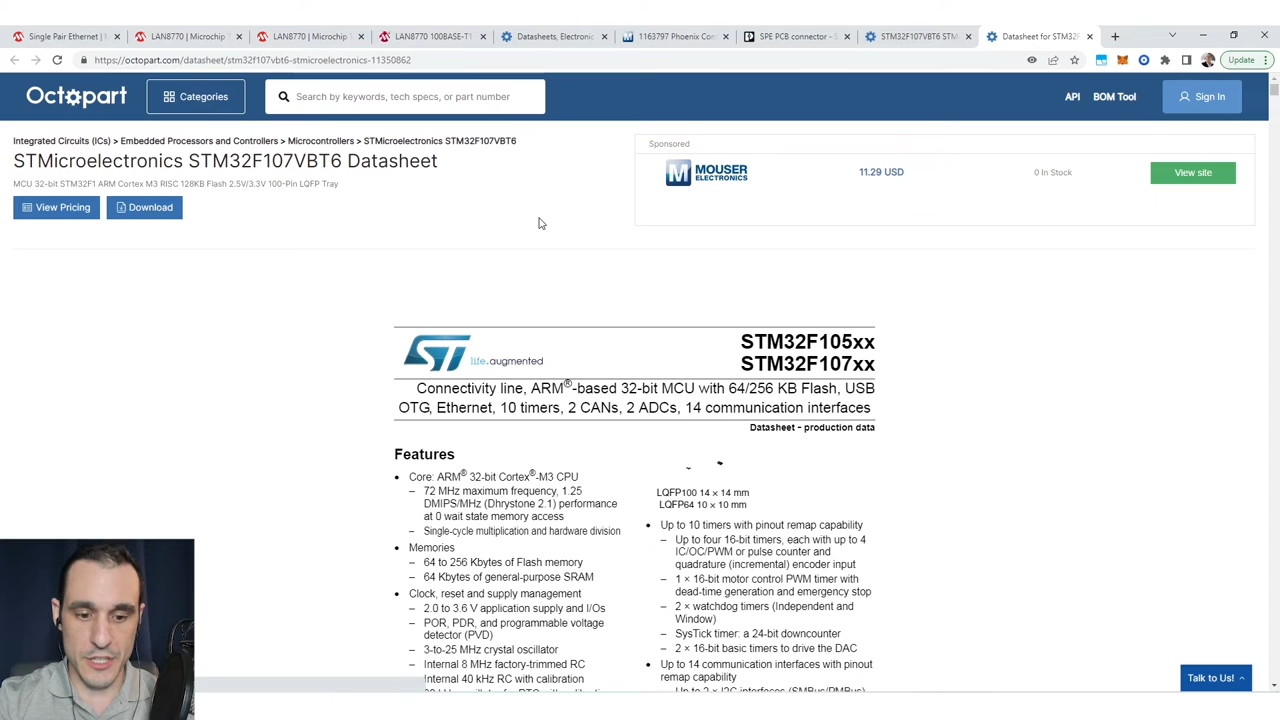 Single Pair Ethernet |
LAN8770 | Microchip
LAN8770 | Microchip
LAN8770 100BASE-T1
Datasheets, Electronic
1163797 Phoenix Con
SPE PCB connector - S
STM32F107VBT6 STM
Datasheet for STM32F
https://octopart.com/datasheet/stm32f107vbt6-stmicroelectronics-11350862
Update
Octopart
Categories
Search by keywords, tech specs, or part number
API
BOM Tool
Sign In
Integrated Circuits (ICs) > Embedded Processors and Controllers > Microcontrollers > STMicroelectronics STM32F107VBT6
STMicroelectronics STM32F107VBT6 Datasheet
MCU 32-bit STM32F1 ARM Cortex M3 RISC 128KB Flash 2.5V/3.3V 100-Pin LQFP Tray
View Pricing
Download
Sponsored
M MOUSER ELECTRONICS
11.29 USD
0 In Stock
View site
ST life.augmented
STM32F105xx
STM32F107xx
Connectivity line, ARM®-based 32-bit MCU with 64/256 KB Flash, USB
OTG, Ethernet, 10 timers, 2 CANs, 2 ADCs, 14 communication interfaces
Datasheet - production data
Features
• Core: ARM® 32-bit Cortex®-M3 CPU
– 72 MHz maximum frequency, 1.25
DMIPS/MHz (Dhrystone 2.1) performance
at 0 wait state memory access
– Single-cycle multiplication and hardware division
• Memories
– 64 to 256 Kbytes of Flash memory
– 64 Kbytes of general-purpose SRAM
• Clock, reset and supply management
– 2.0 to 3.6 V application supply and I/Os
– POR, PDR, and programmable voltage
detector (PVD)
– 3-to-25 MHz crystal oscillator
– Internal 8 MHz factory-trimmed RC
– Internal 40 kHz RC with calibration
LQFP100 14 × 14 mm
LQFP64 10 × 10 mm
• Up to 10 timers with pinout remap capability
– Up to four 16-bit timers, each with up to 4
IC/OC/PWM or pulse counter and
quadrature (incremental) encoder input
– 1 × 16-bit motor control PWM timer with
dead-time generation and emergency stop
– 2 × watchdog timers (Independent and
Window)
– SysTick timer: a 24-bit downcounter
– 2 × 16-bit basic timers to drive the DAC
• Up to 14 communication interfaces with pinout
remap capability
– Up to 2 × I2C interfaces (SMBus/PMBus)
Talk to Us!